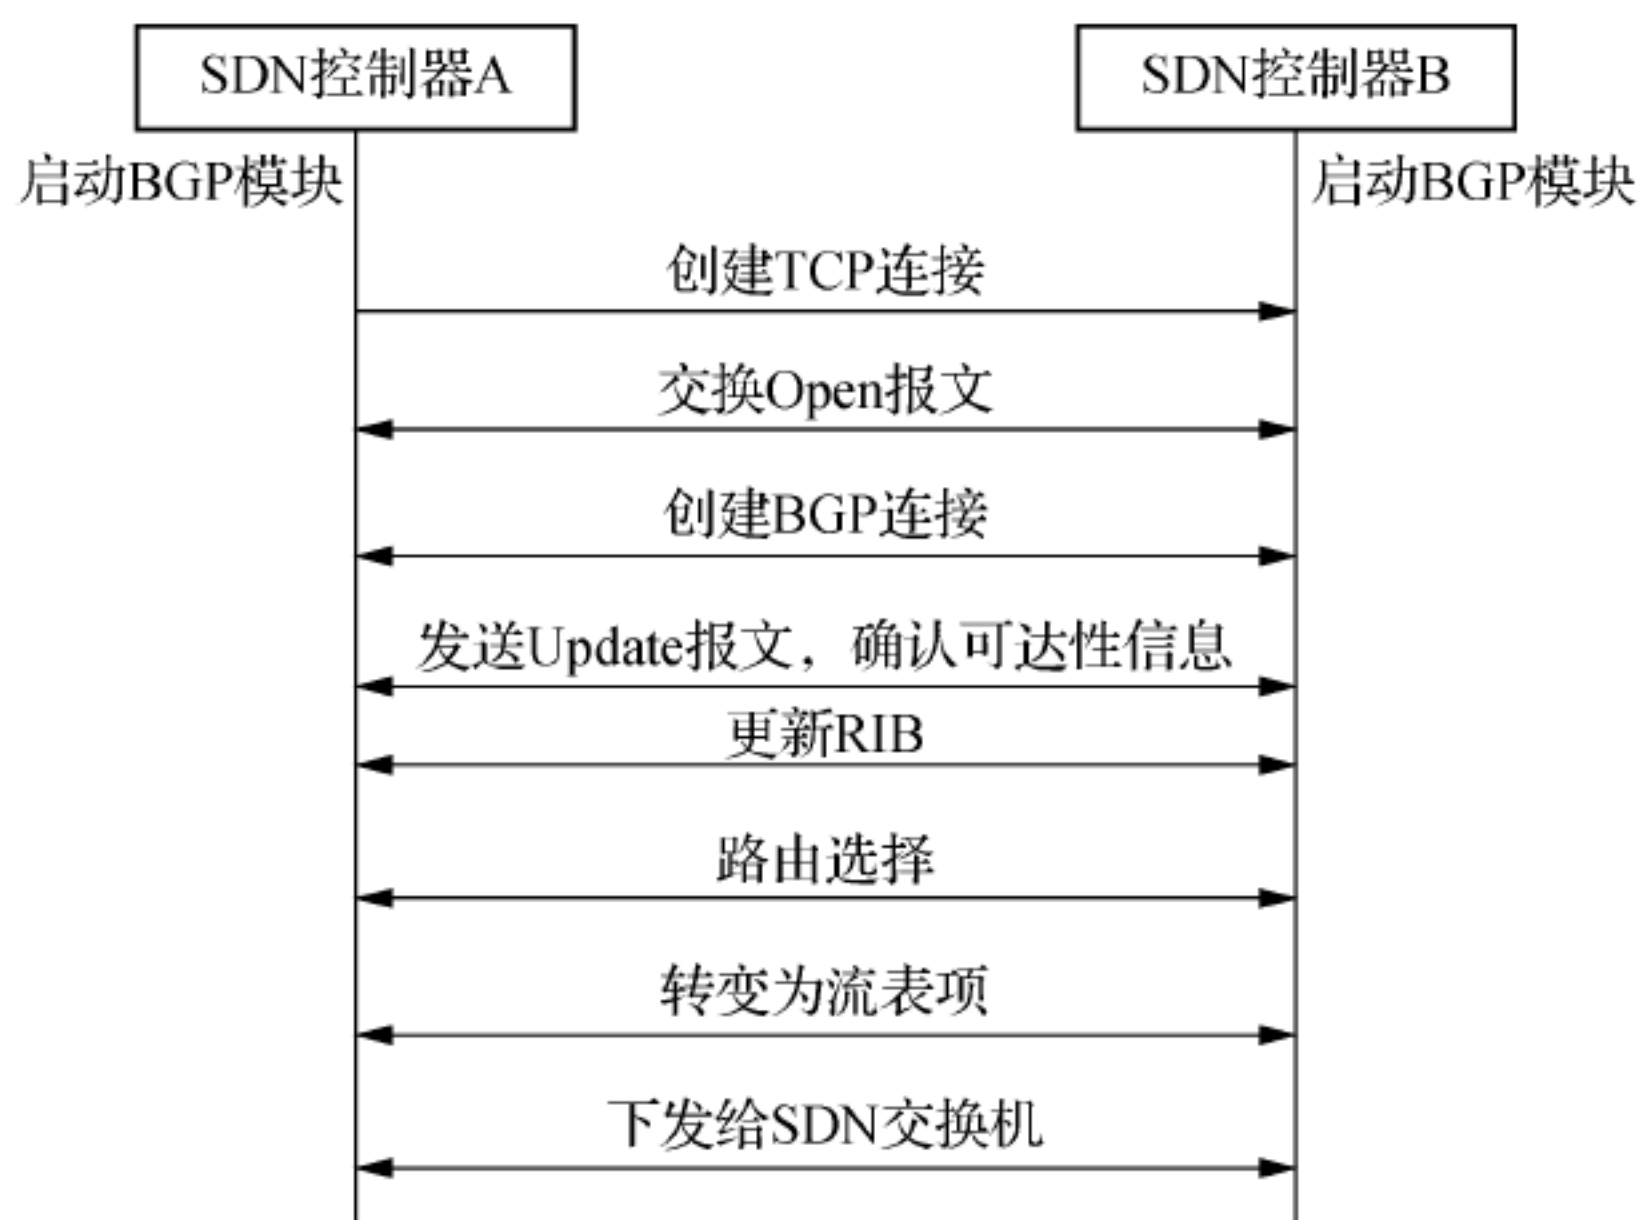 SDN控制器A
SDN控制器B
启动BGP模块
启动BGP模块
创建TCP连接
交换Open报文
创建BGP连接
发送Update报文，确认可达性信息
更新RIB
路由选择
转变为流表项
下发给SDN交换机